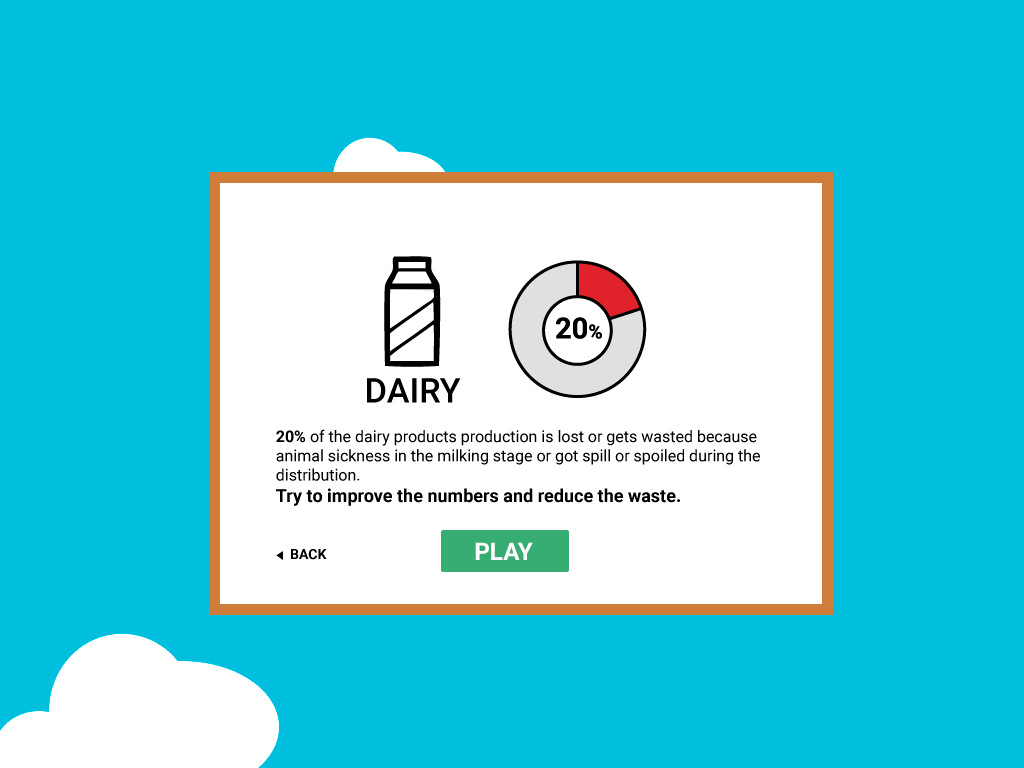 20%
DAIRY
20% of the dairy products production is lost or gets wasted because
animal sickness in the milking stage or got spill or spoiled during the
distribution.
Try to improve the numbers and reduce the waste.
BACK
PLAY